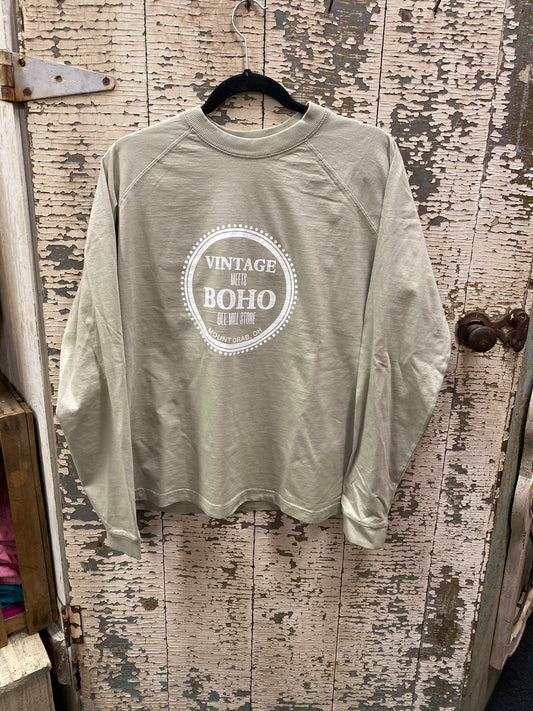 VINTAGE
MEETS
BOHO
OLE MILL STORE
MOUNT ORAB, OH